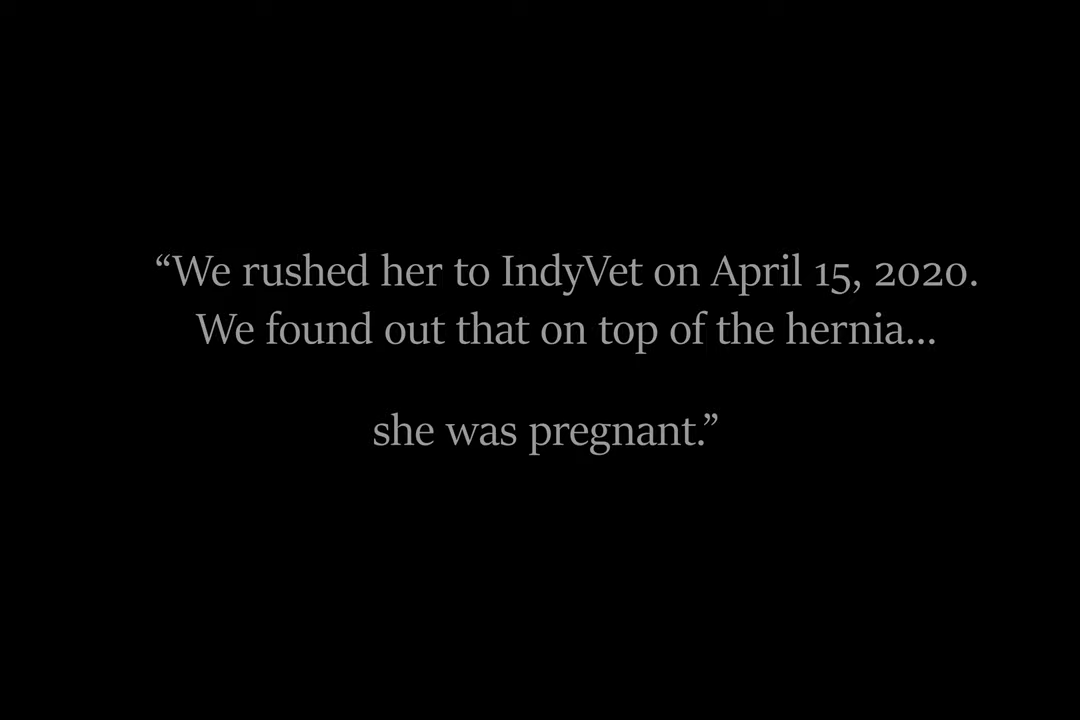 “We rushed her to IndyVet on April 15, 2020.
We found out that on top of the hernia...
she was pregnant.”